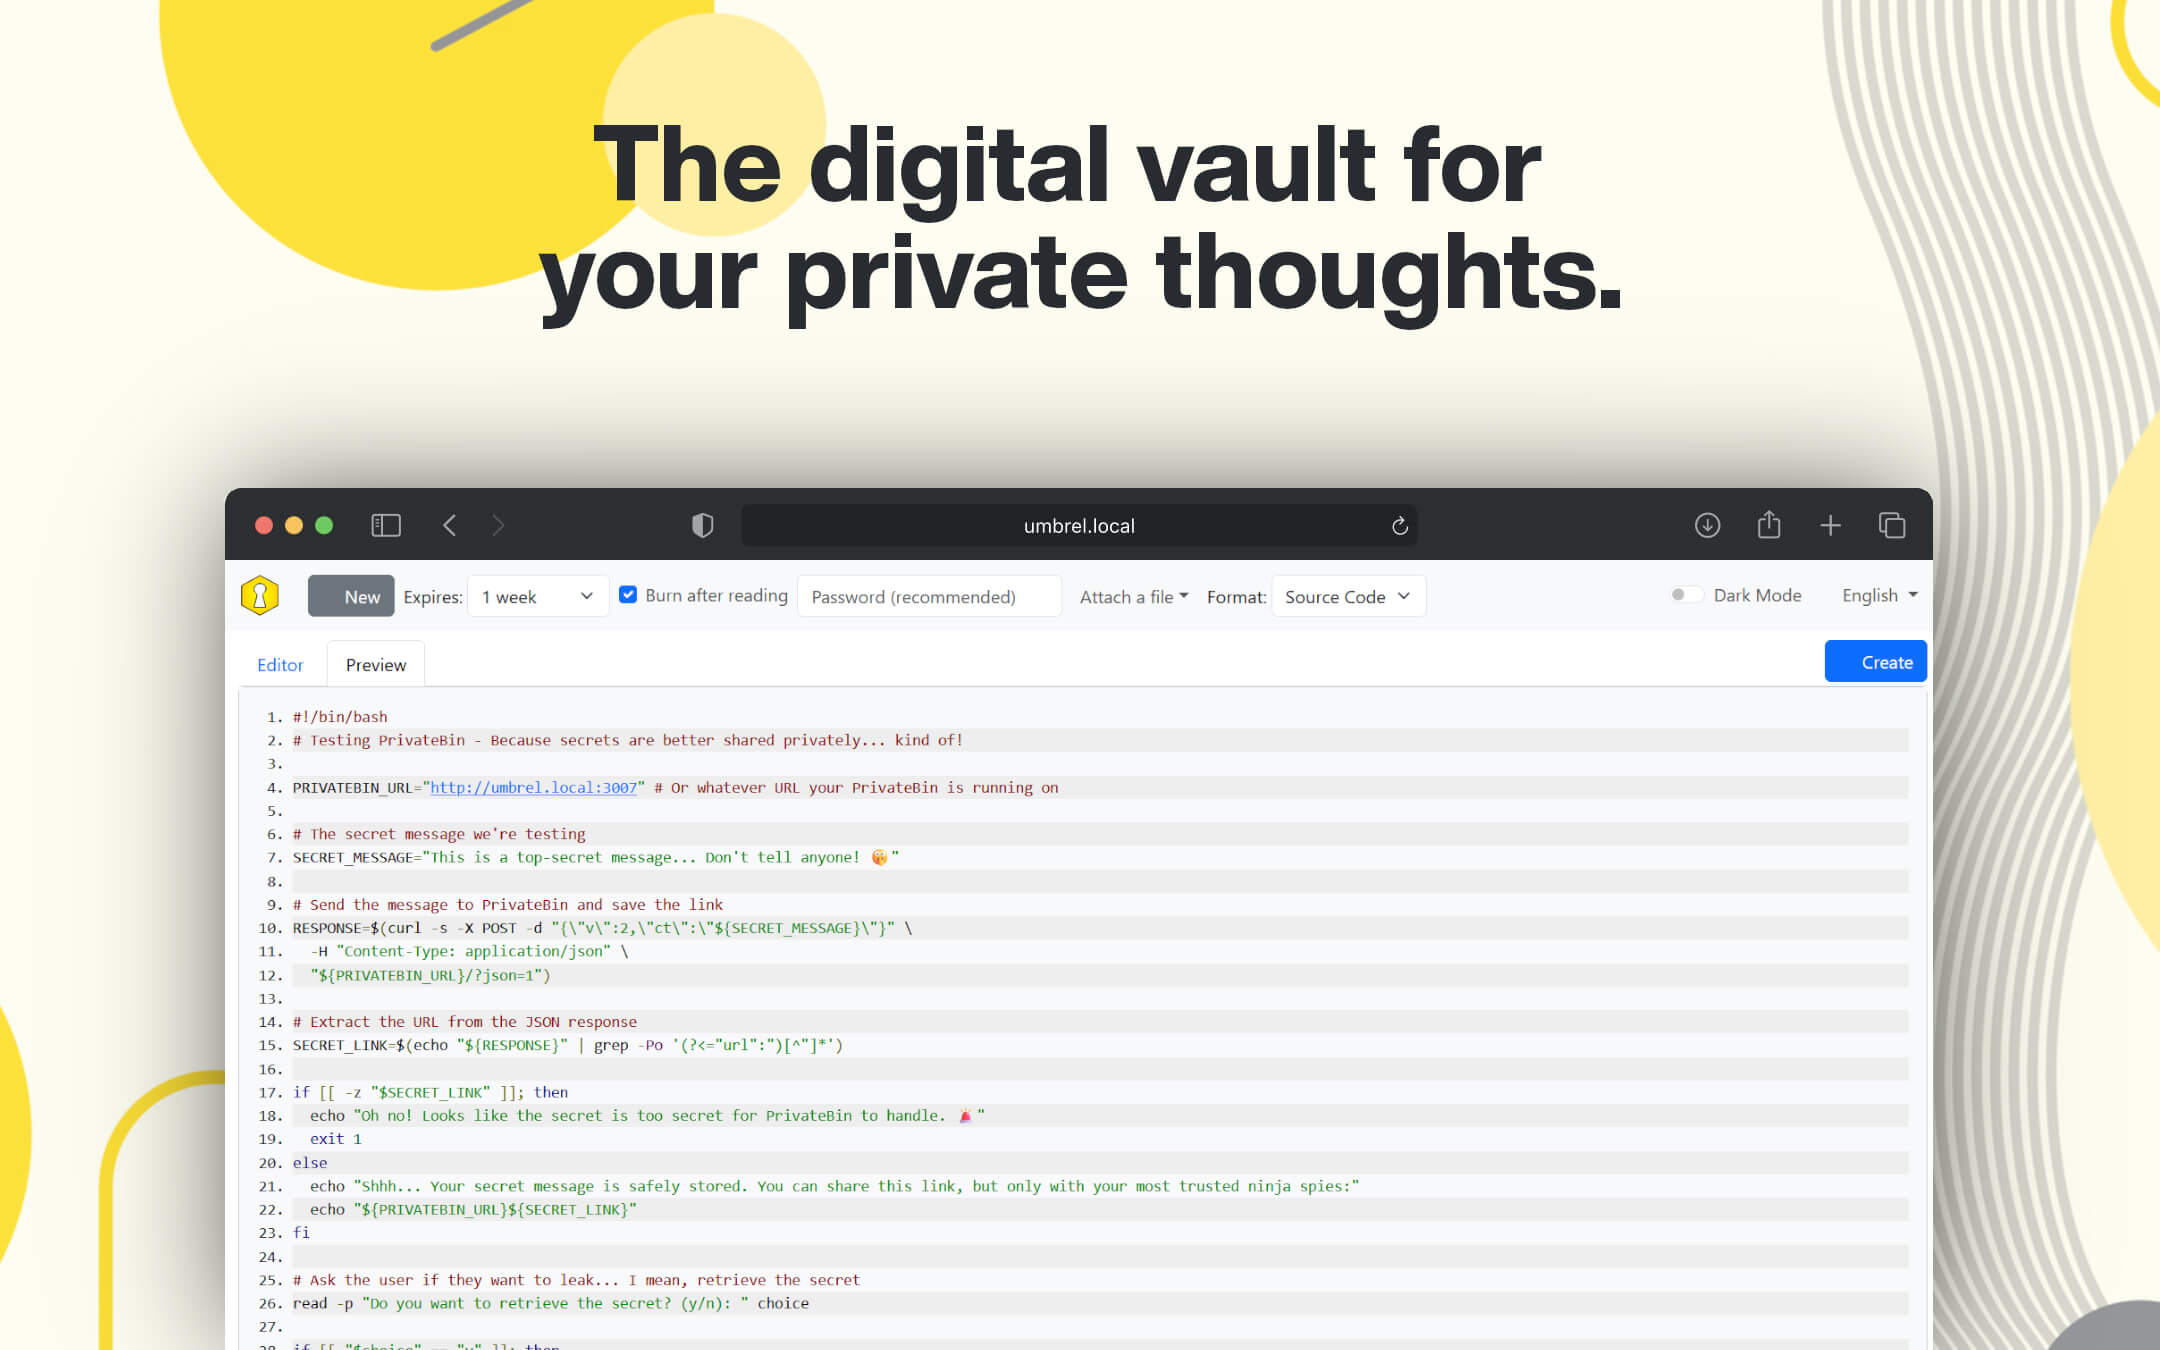 The digital vault for
your private thoughts.
umbrel.local
New Expires: 1 week Burn after reading Password (recommended) Attach a file Format: Source Code Dark Mode English
Editor Preview Create
1. #!/bin/bash
2. # Testing PrivateBin - Because secrets are better shared privately... kind of!
3.
4. PRIVATEBIN_URL="http://umbrel.local:3007" # Or whatever URL your PrivateBin is running on
5.
6. # The secret message we're testing
7. SECRET_MESSAGE="This is a top-secret message... Don't tell anyone! 🤫"
8.
9. # Send the message to PrivateBin and save the link
10. RESPONSE=$(curl -s -X POST -d "{\"v\":2,\"ct\":\"${SECRET_MESSAGE}\"}" \
11.   -H "Content-Type: application/json" \
12.   "${PRIVATEBIN_URL}/?json=1")
13.
14. # Extract the URL from the JSON response
15. SECRET_LINK=$(echo "${RESPONSE}" | grep -Po '(?<="url":")[^"]*')
16.
17. if [[ -z "$SECRET_LINK" ]]; then
18.   echo "Oh no! Looks like the secret is too secret for PrivateBin to handle. 🚨"
19.   exit 1
20. else
21.   echo "Shhh... Your secret message is safely stored. You can share this link, but only with your most trusted ninja spies:"
22.   echo "${PRIVATEBIN_URL}${SECRET_LINK}"
23. fi
24.
25. # Ask the user if they want to leak... I mean, retrieve the secret
26. read -p "Do you want to retrieve the secret? (y/n): " choice
27.
28. if [[ "$choice" == "y" ]]; then